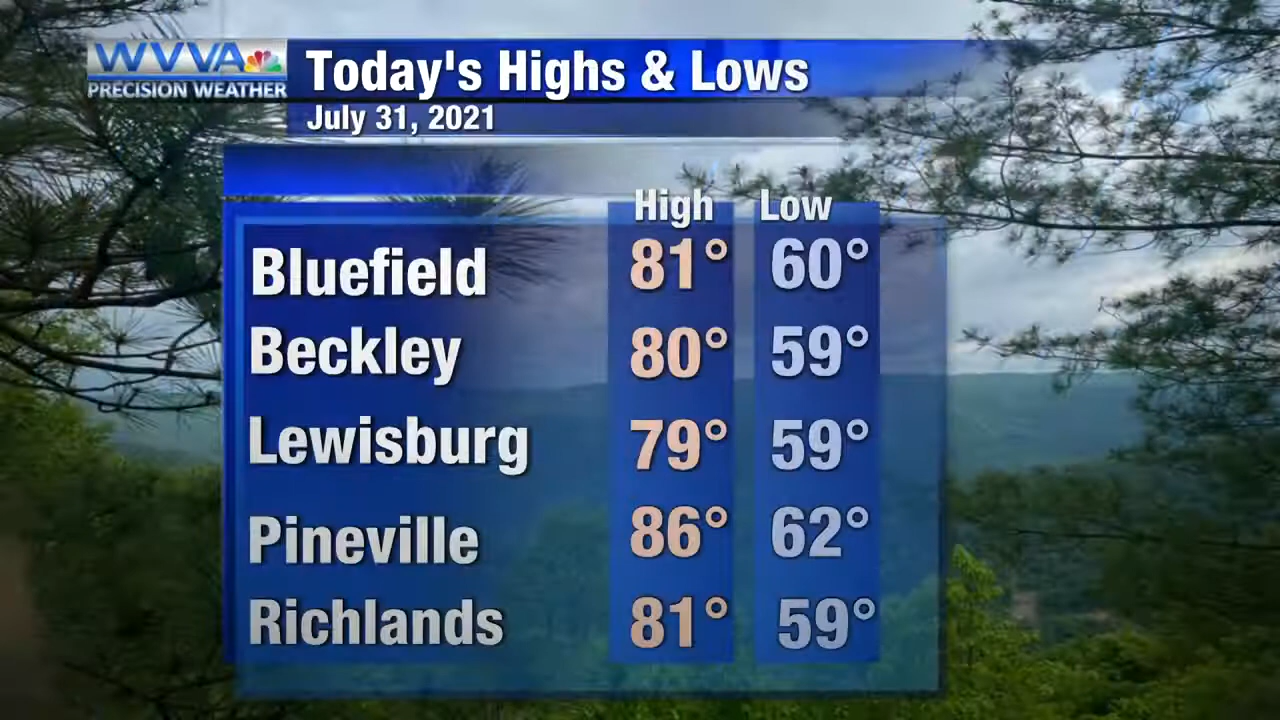 WVVA
PRECISION WEATHER
Today's Highs & Lows
July 31, 2021
High Low
Bluefield 81° 60°
Beckley 80° 59°
Lewisburg 79° 59°
Pineville 86° 62°
Richlands 81° 59°